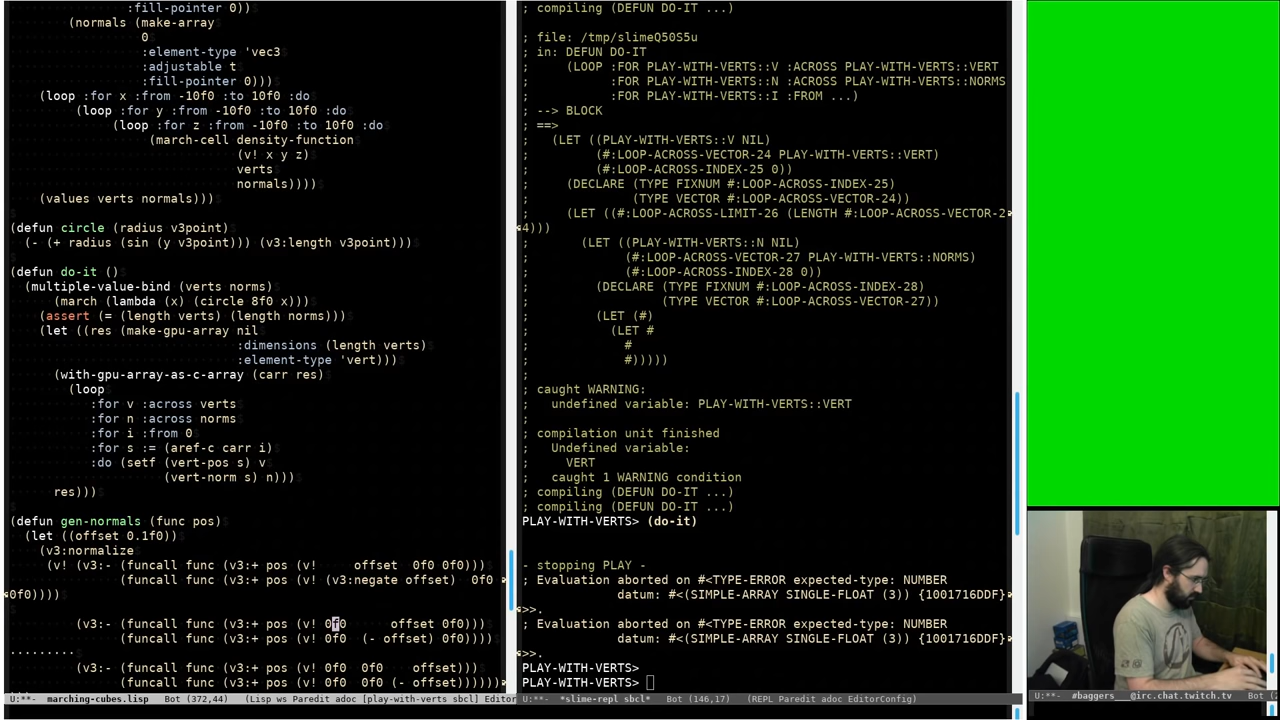 :fill-pointer 0))
(normals (make-array
0
:element-type 'vec3
:adjustable t
:fill-pointer 0)))
(loop :for x :from -10f0 :to 10f0 :do
(loop :for y :from -10f0 :to 10f0 :do
(loop :for z :from -10f0 :to 10f0 :do
(march-cell density-function
(v! x y z)
verts
normals))))
(values verts normals)))
(defun circle (radius v3point)
(- (+ radius (sin (y v3point))) (v3:length v3point)))
(defun do-it ()
(multiple-value-bind (verts norms)
(march (lambda (x) (circle 8f0 x)))
(assert (= (length verts) (length norms)))
(let ((res (make-gpu-array nil
:dimensions (length verts)
:element-type 'vert)))
(with-gpu-array-as-c-array (carr res)
(loop
:for v :across verts
:for n :across norms
:for i :from 0
:for s := (aref-c carr i)
:do (setf (vert-pos s) v
(vert-norm s) n)))
res)))
(defun gen-normals (func pos)
(let ((offset 0.1f0))
(v3:normalize
(v! (v3:- (funcall func (v3:+ pos (v!     offset  0f0 0f0)))
(funcall func (v3:+ pos (v! (v3:negate offset)  0f0
0f0))))
(v3:- (funcall func (v3:+ pos (v! 0f0      offset 0f0)))
(funcall func (v3:+ pos (v! 0f0  (- offset) 0f0))))
(v3:- (funcall func (v3:+ pos (v! 0f0  0f0     offset)))
(funcall func (v3:+ pos (v! 0f0  0f0 (- offset))))))
U:**-  marching-cubes.lisp   Bot (372,44)   (Lisp ws Paredit adoc [play-with-verts sbcl] Editor
; compiling (DEFUN DO-IT ...)
; file: /tmp/slimeQ50S5u
; in: DEFUN DO-IT
;     (LOOP :FOR PLAY-WITH-VERTS::V :ACROSS PLAY-WITH-VERTS::VERT
;           :FOR PLAY-WITH-VERTS::N :ACROSS PLAY-WITH-VERTS::NORMS
;           :FOR PLAY-WITH-VERTS::I :FROM ...)
; --> BLOCK
; ==>
;   (LET ((PLAY-WITH-VERTS::V NIL)
;         (#:LOOP-ACROSS-VECTOR-24 PLAY-WITH-VERTS::VERT)
;         (#:LOOP-ACROSS-INDEX-25 0))
;     (DECLARE (TYPE FIXNUM #:LOOP-ACROSS-INDEX-25)
;              (TYPE VECTOR #:LOOP-ACROSS-VECTOR-24))
;     (LET ((#:LOOP-ACROSS-LIMIT-26 (LENGTH #:LOOP-ACROSS-VECTOR-2
4)))
;       (LET ((PLAY-WITH-VERTS::N NIL)
;             (#:LOOP-ACROSS-VECTOR-27 PLAY-WITH-VERTS::NORMS)
;             (#:LOOP-ACROSS-INDEX-28 0))
;         (DECLARE (TYPE FIXNUM #:LOOP-ACROSS-INDEX-28)
;                  (TYPE VECTOR #:LOOP-ACROSS-VECTOR-27))
;         (LET (#)
;           (LET #
;             #
;             #)))))
;
; caught WARNING:
;   undefined variable: PLAY-WITH-VERTS::VERT
;
; compilation unit finished
;   Undefined variable:
;     VERT
;   caught 1 WARNING condition
; compiling (DEFUN DO-IT ...)
; compiling (DEFUN DO-IT ...)
PLAY-WITH-VERTS> (do-it)
- stopping PLAY -
; Evaluation aborted on #<TYPE-ERROR expected-type: NUMBER
datum: #<(SIMPLE-ARRAY SINGLE-FLOAT (3)) {1001716DDF}
>>.
; Evaluation aborted on #<TYPE-ERROR expected-type: NUMBER
datum: #<(SIMPLE-ARRAY SINGLE-FLOAT (3)) {1001716DDF}
>>.
PLAY-WITH-VERTS>
PLAY-WITH-VERTS>
U:**-  *slime-repl sbcl*   Bot (146,17)   (REPL Paredit adoc EditorConfig)
U:**-  #baggers___@irc.chat.twitch.tv   Bot (2